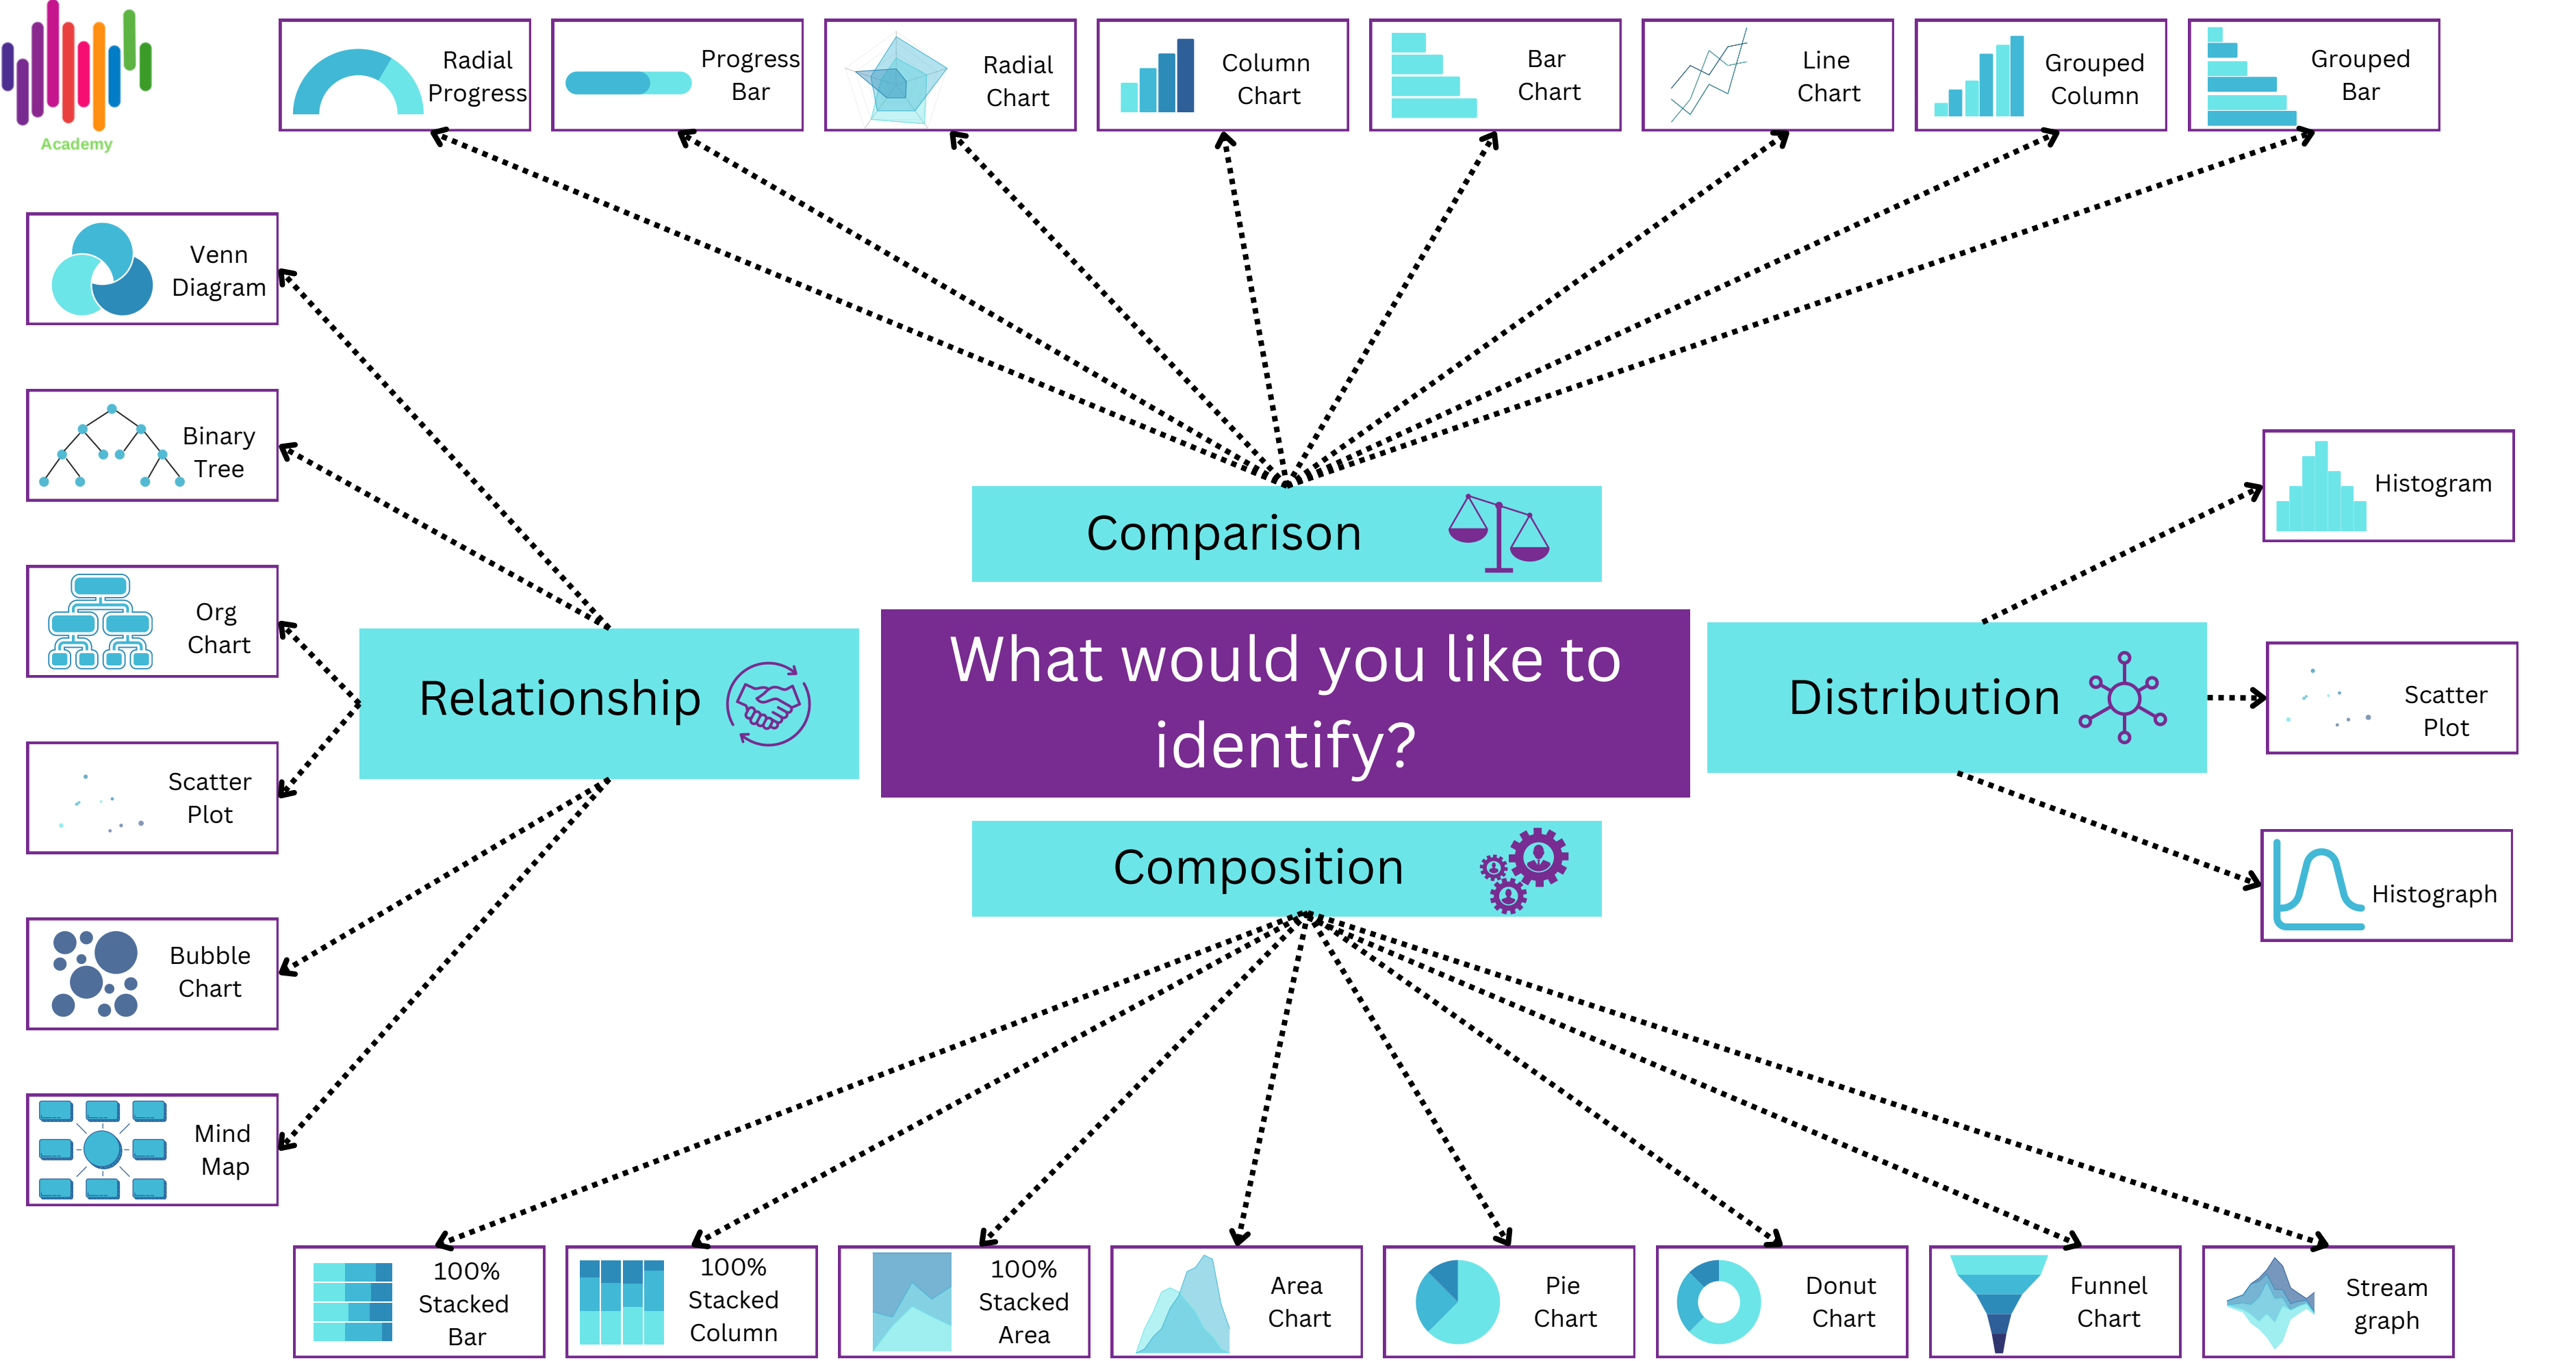 Academy
Radial
Progress
Progress
Bar
Radial
Chart
Column
Chart
Bar
Chart
Line
Chart
Grouped
Column
Grouped
Bar
Venn
Diagram
Binary
Tree
Org
Chart
Scatter
Plot
Bubble
Chart
Mind
Map
Comparison
Relationship
What would you like to
identify?
Distribution
Composition
Histogram
Scatter
Plot
Histograph
100%
Stacked
Bar
100%
Stacked
Column
100%
Stacked
Area
Area
Chart
Pie
Chart
Donut
Chart
Funnel
Chart
Stream
graph